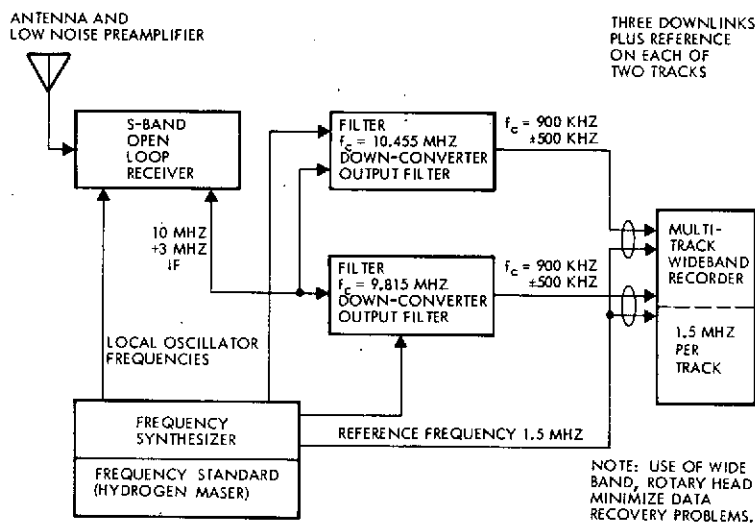 ANTENNA AND
LOW NOISE PREAMPLIFIER
THREE DOWNLINKS
PLUS REFERENCE
ON EACH OF
TWO TRACKS
S-BAND
OPEN
LOOP
RECEIVER
FILTER
f_c = 10.455 MHZ
DOWN-CONVERTER
OUTPUT FILTER
f_c = 900 KHZ
±500 KHZ
10 MHZ
+3 MHZ
IF
FILTER
f_c = 9.815 MHZ
DOWN-CONVERTER
OUTPUT FILTER
f_c = 900 KHZ
±500 KHZ
MULTI-
TRACK
WIDEBAND
RECORDER
1.5 MHZ
PER
TRACK
LOCAL OSCILLATOR
FREQUENCIES
FREQUENCY
SYNTHESIZER
REFERENCE FREQUENCY 1.5 MHZ
FREQUENCY STANDARD
(HYDROGEN MASER)
NOTE: USE OF WIDE
BAND, ROTARY HEAD
MINIMIZE DATA
RECOVERY PROBLEMS.